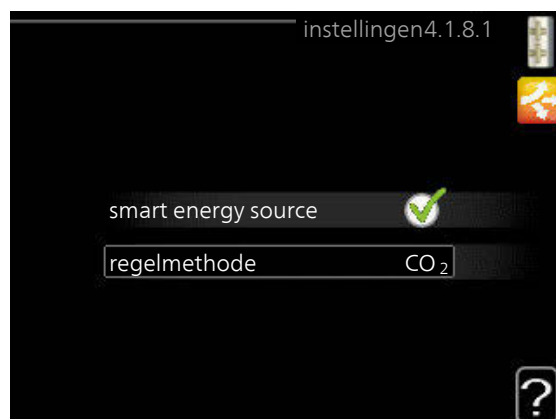 instellingen4.1.8.1
smart energy source
regelmethode CO₂
?